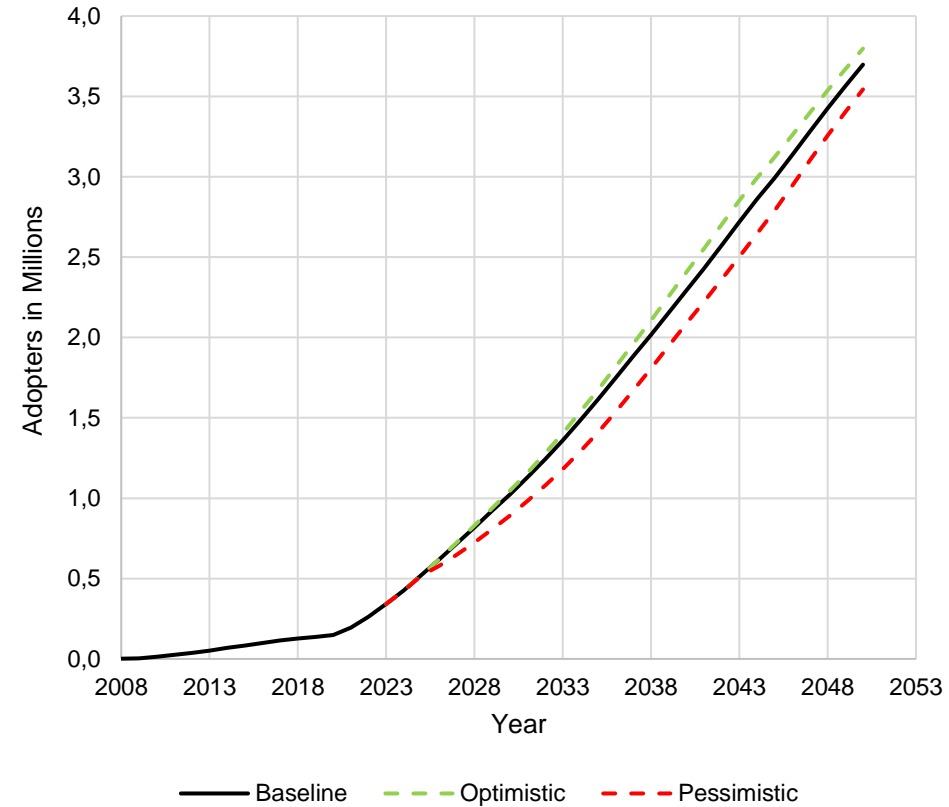 4,0
3,5
3,0
2,5
2,0
1,5
1,0
0,5
0,0
Adopters in Millions
2008 2013 2018 2023 2028 2033 2038 2043 2048 2053
Year
Baseline Optimistic Pessimistic